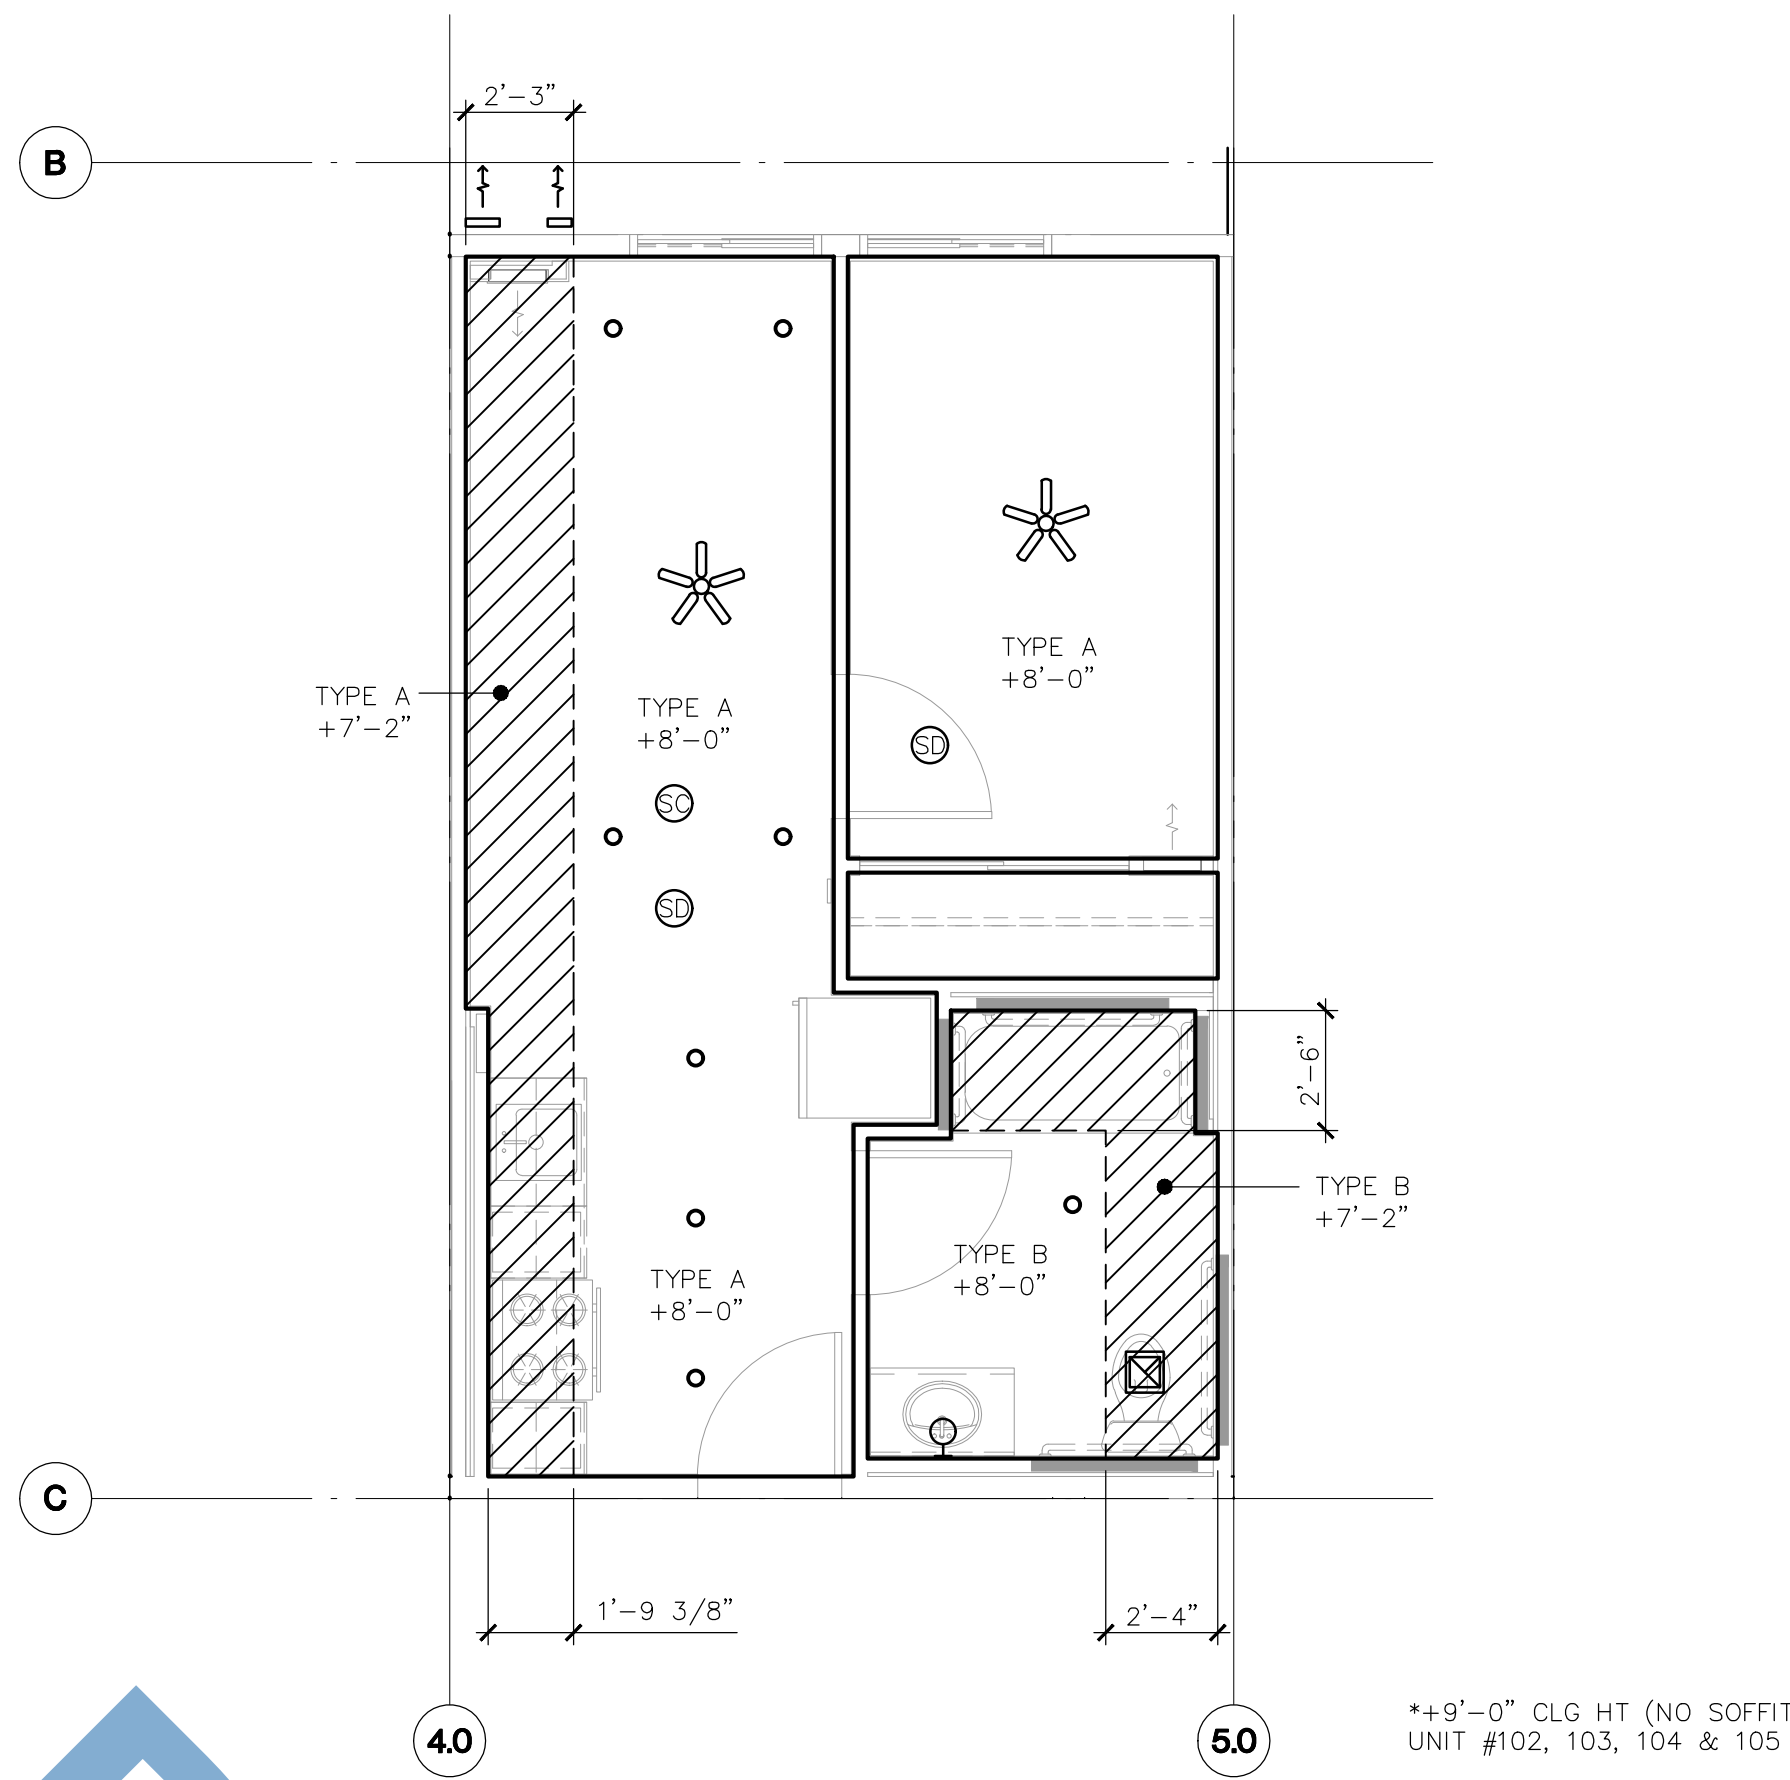 2'-3"
B
TYPE A
+8'-0"
TYPE A
+7'-2"
TYPE A
+8'-0"
SD
SC
SD
2'-6"
TYPE B
+7'-2"
TYPE B
+8'-0"
TYPE A
+8'-0"
C
1'-9 3/8"
2'-4"
4.0
5.0
*+9'-0" CLG HT (NO SOFFIT
UNIT #102, 103, 104 & 105